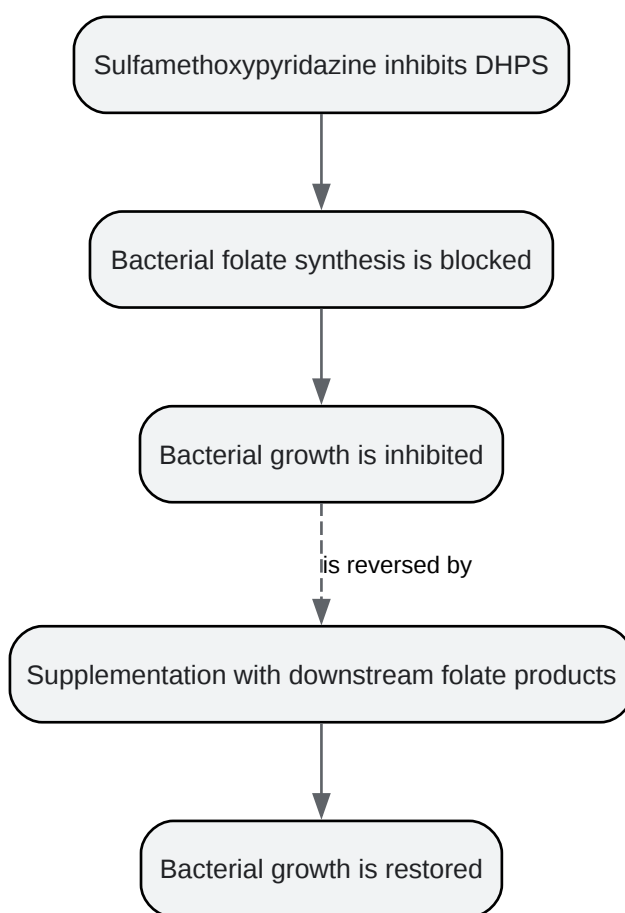 Sulfamethoxypyridazine inhibits DHPS
Bacterial folate synthesis is blocked
Bacterial growth is inhibited
is reversed by
Supplementation with downstream folate products
Bacterial growth is restored